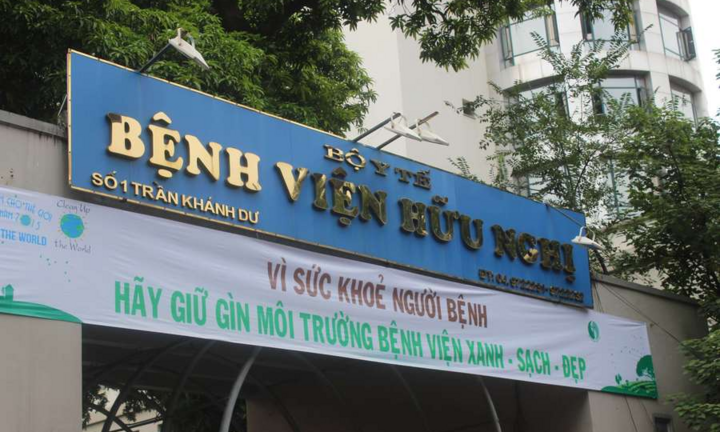 BỘ Y TẾ
BỆNH VIỆN HỮU NGHỊ
SỐ 1 TRẦN KHÁNH DƯ
Clean Up
the World
THE WORLD
VÌ SỨC KHOẺ NGƯỜI BỆNH
HÃY GIỮ GÌN MÔI TRƯỜNG BỆNH VIỆN XANH - SẠCH - ĐẸP